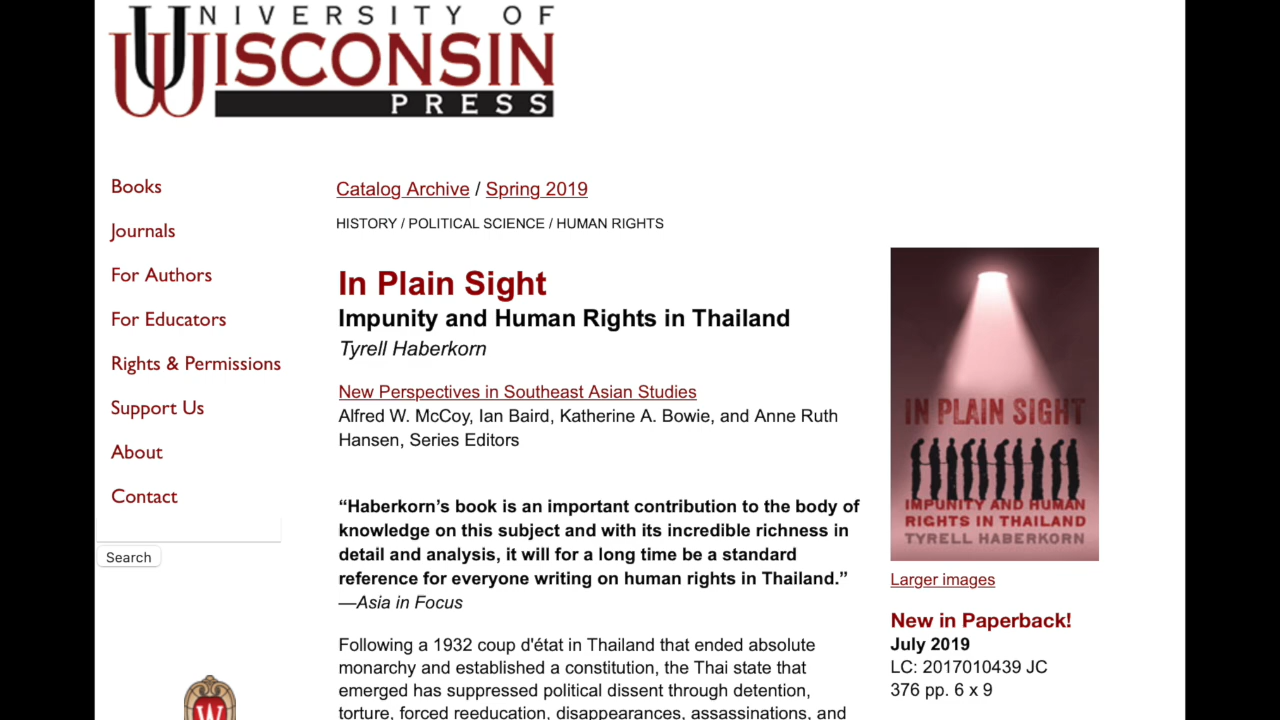 UNIVERSITY OF
WISCONSIN
PRESS
Books
Journals
For Authors
For Educators
Rights & Permissions
Support Us
About
Contact
Search
W
Catalog Archive / Spring 2019
HISTORY / POLITICAL SCIENCE / HUMAN RIGHTS
In Plain Sight
Impunity and Human Rights in Thailand
Tyrell Haberkorn
New Perspectives in Southeast Asian Studies
Alfred W. McCoy, Ian Baird, Katherine A. Bowie, and Anne Ruth
Hansen, Series Editors
“Haberkorn’s book is an important contribution to the body of
knowledge on this subject and with its incredible richness in
detail and analysis, it will for a long time be a standard
reference for everyone writing on human rights in Thailand.”
—Asia in Focus
Following a 1932 coup d'état in Thailand that ended absolute
monarchy and established a constitution, the Thai state that
emerged has suppressed political dissent through detention,
torture, forced reeducation, disappearances, assassinations, and
IN PLAIN SIGHT
IMPUNITY AND HUMAN
RIGHTS IN THAILAND
TYRELL HABERKORN
Larger images
New in Paperback!
July 2019
LC: 2017010439 JC
376 pp. 6 x 9